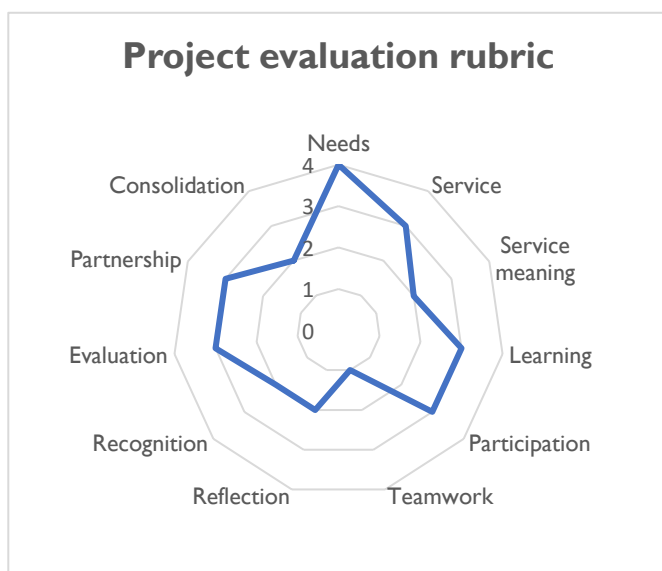 Project evaluation rubric
Needs
Service
Service
meaning
Learning
Participation
Teamwork
Reflection
Recognition
Evaluation
Partnership
Consolidation
4
3
2
1
0